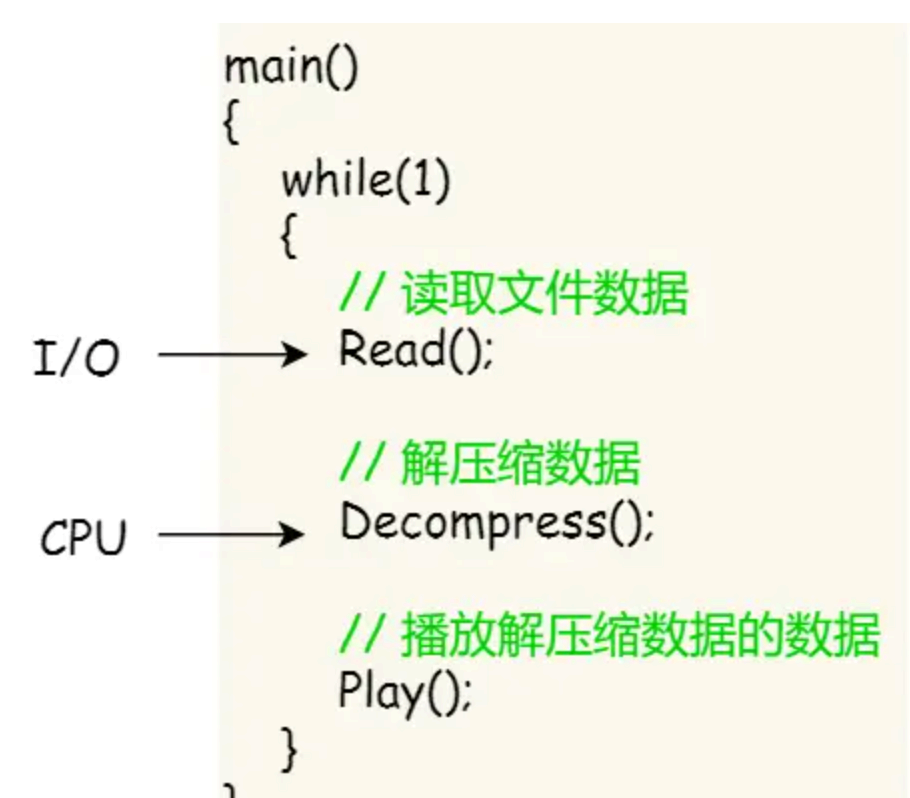 main()
{
while(1)
{
// 读取文件数据
I/O
Read();
// 解压缩数据
CPU
Decompress();
// 播放解压缩数据的数据
Play();
}
}